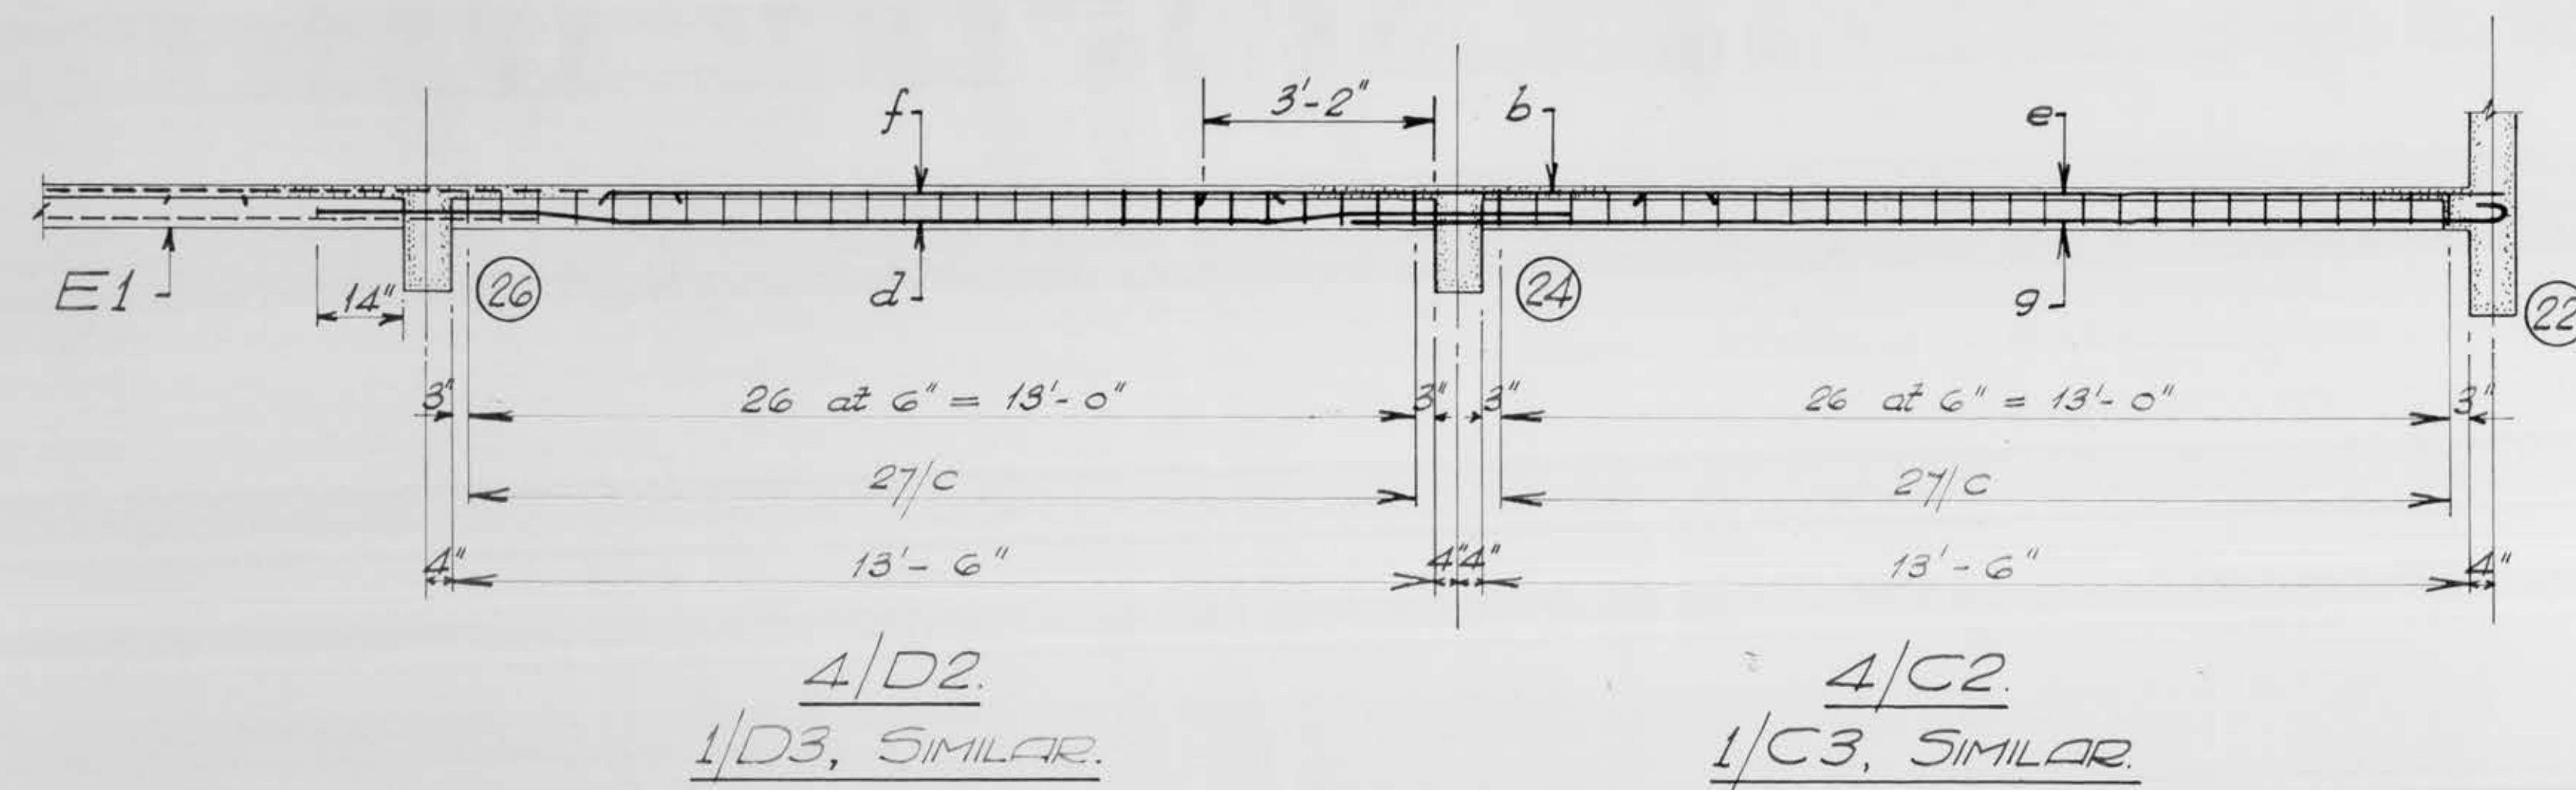 f
3'-2"
b
e
E1
14"
26
d
24
g
22
3"
26 at 6" = 13'-0"
3"
3"
26 at 6" = 13'-0"
3"
27/C
27/C
4"
13'-6"
4"
4"
13'-6"
4"
4/D2.
4/C2.
1/D3, SIMILAR.
1/C3, SIMILAR.